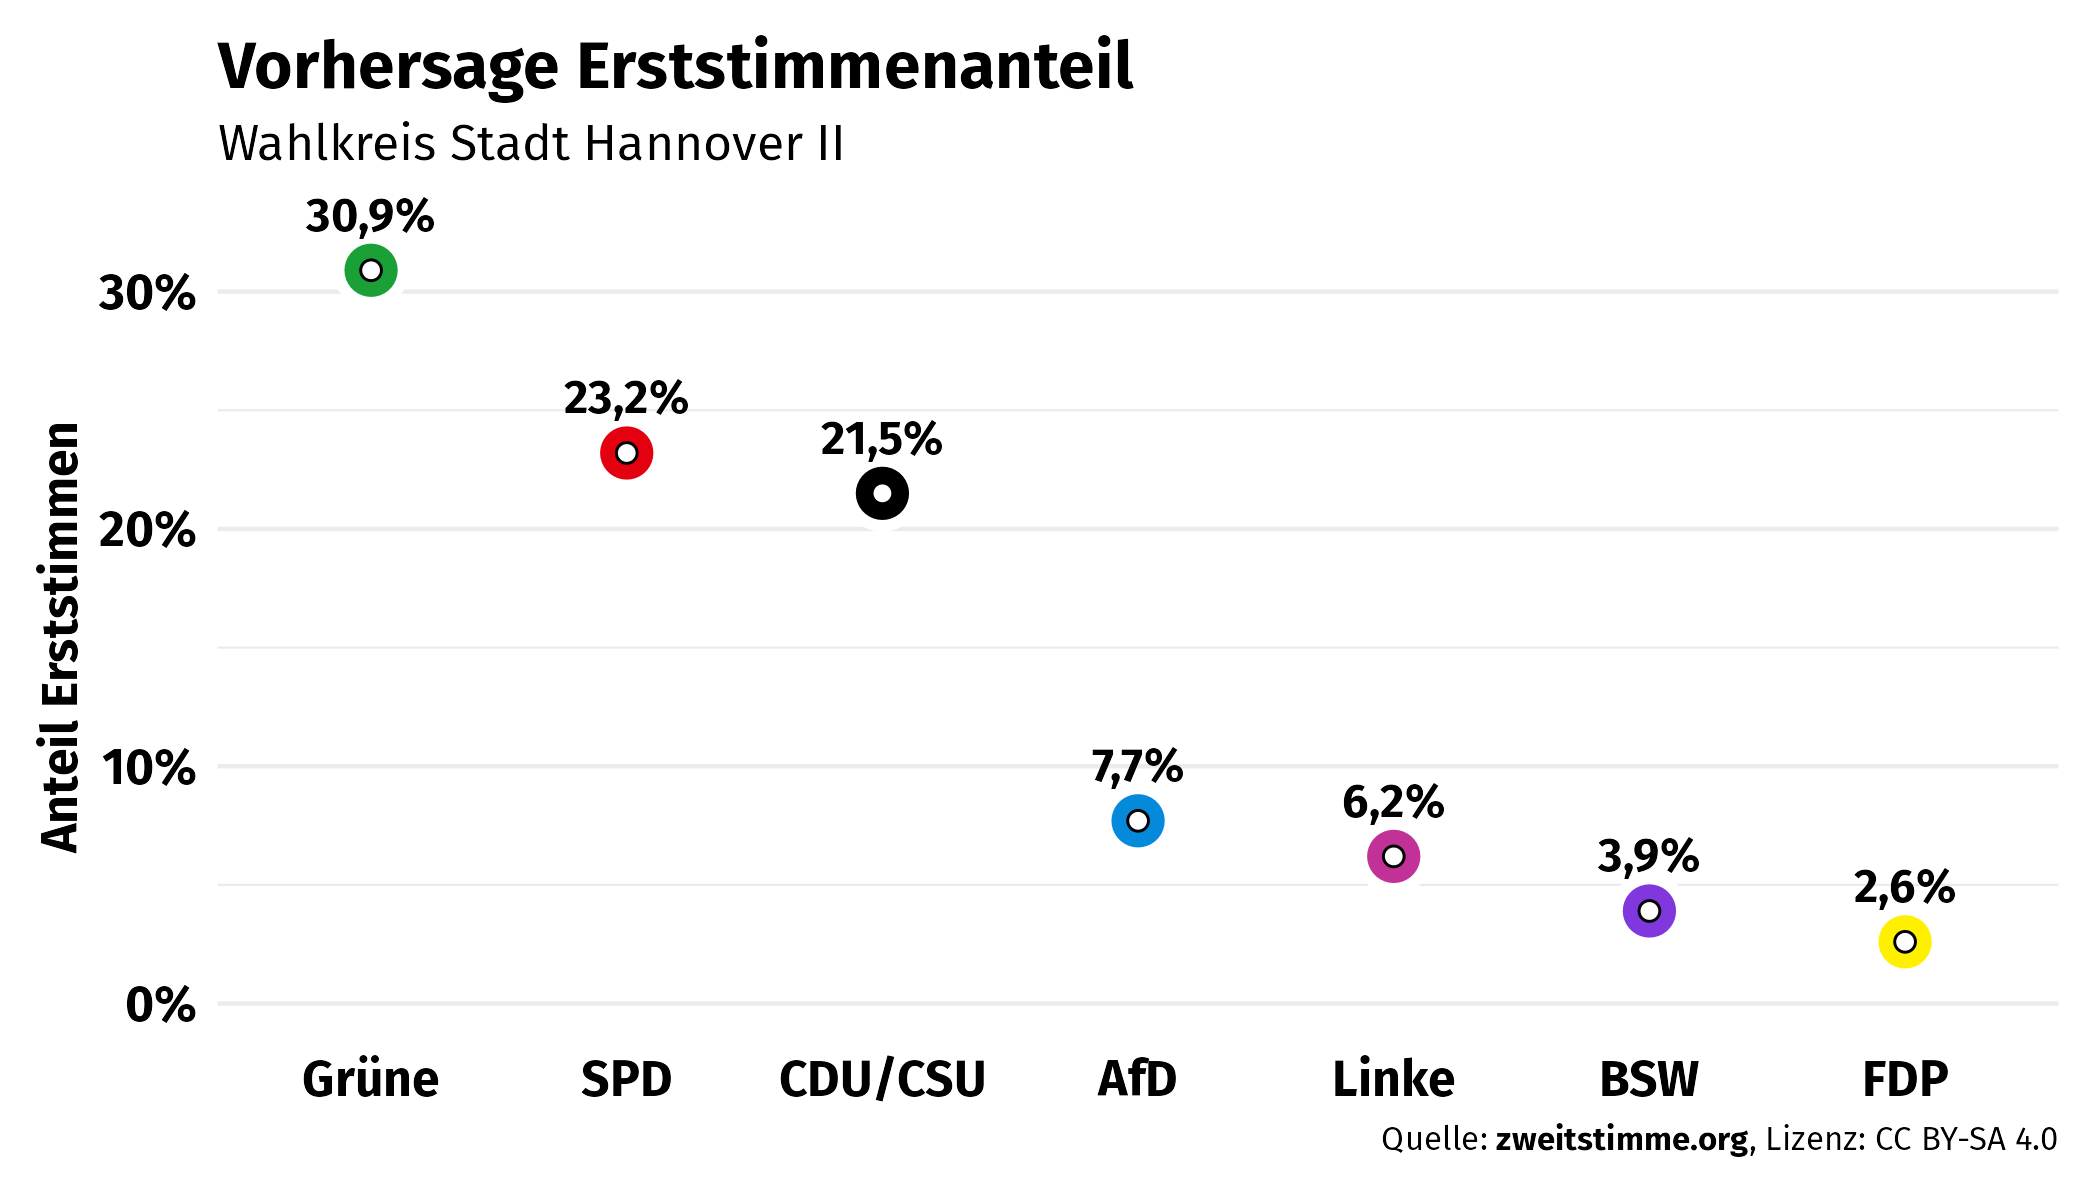 Vorhersage Erststimmenanteil
Wahlkreis Stadt Hannover II
Anteil Erststimmen
30%
20%
10%
0%
30,9%
23,2%
21,5%
7,7%
6,2%
3,9%
2,6%
Grüne SPD CDU/CSU AfD Linke BSW FDP
Quelle: zweitstimme.org, Lizenz: CC BY-SA 4.0